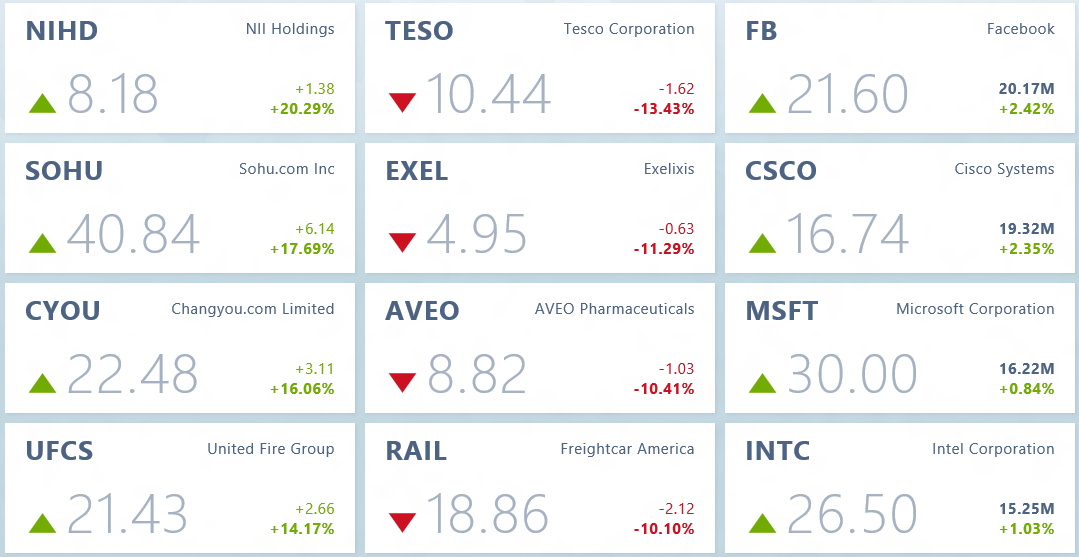 NIHD NII Holdings
8.18 +1.38
+20.29%
TESO Tesco Corporation
10.44 -1.62
-13.43%
FB Facebook
21.60 20.17M
+2.42%
SOHU Sohu.com Inc
40.84 +6.14
+17.69%
EXEL Exelixis
4.95 -0.63
-11.29%
CSCO Cisco Systems
16.74 19.32M
+2.35%
CYOU Changyou.com Limited
22.48 +3.11
+16.06%
AVEO AVEO Pharmaceuticals
8.82 -1.03
-10.41%
MSFT Microsoft Corporation
30.00 16.22M
+0.84%
UFCS United Fire Group
21.43 +2.66
+14.17%
RAIL Freightcar America
18.86 -2.12
-10.10%
INTC Intel Corporation
26.50 15.25M
+1.03%